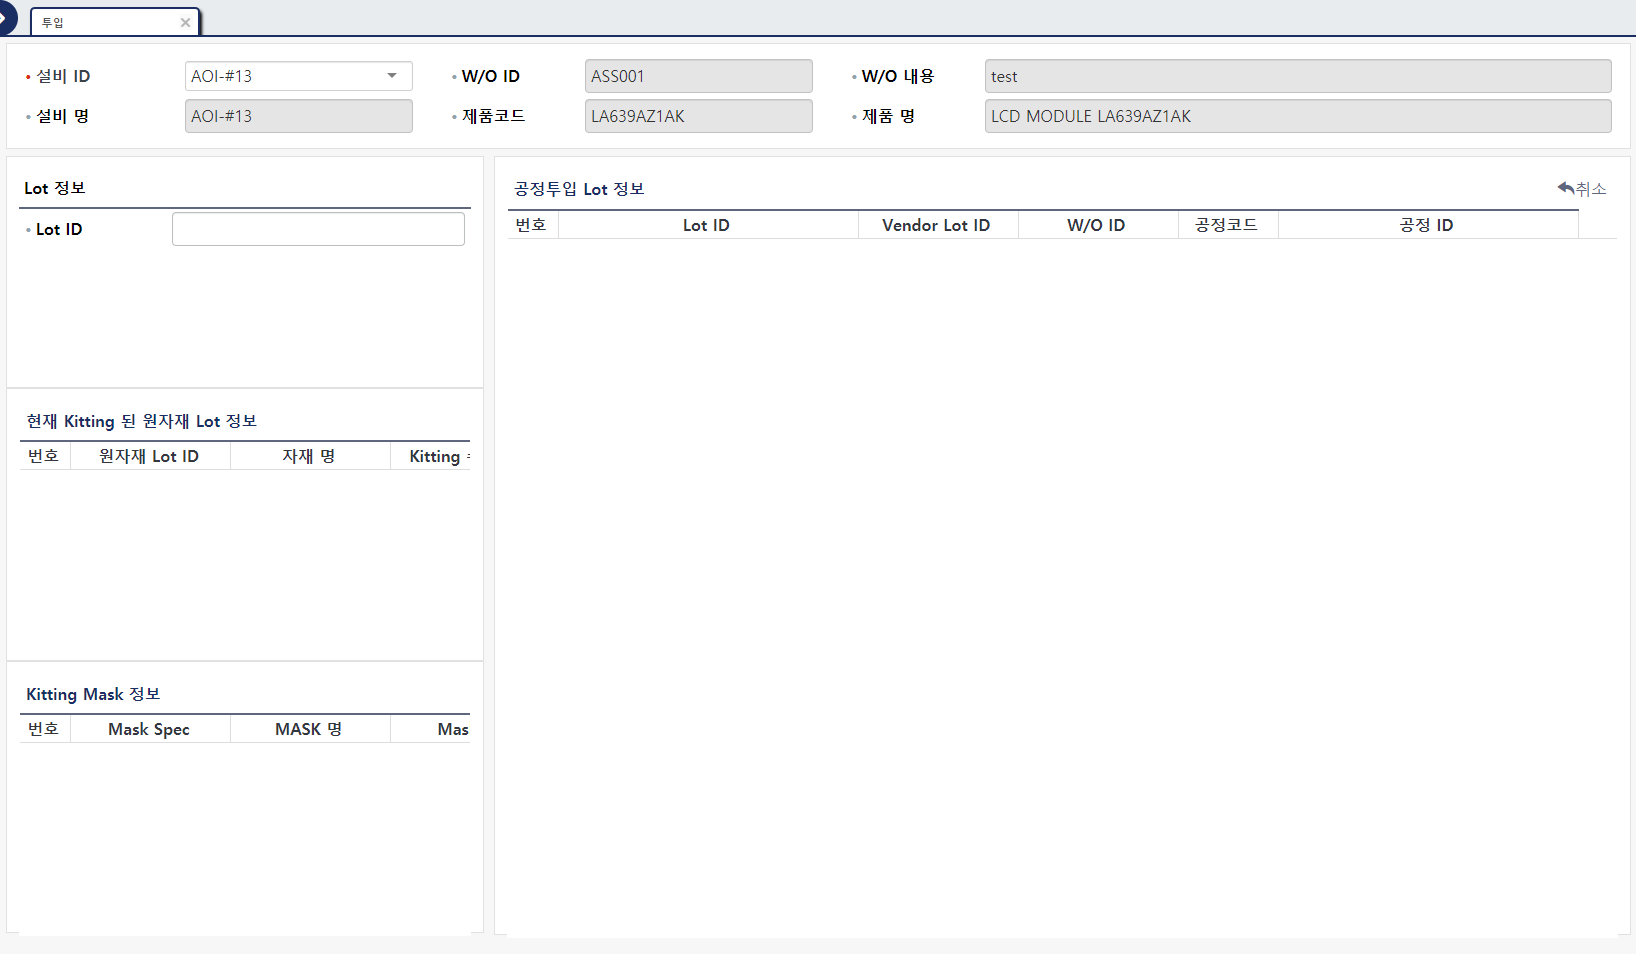 투입
설비 ID AOI-#13 W/O ID ASS001 W/O 내용 test
설비 명 AOI-#13 제품코드 LA639AZ1AK 제품 명 LCD MODULE LA639AZ1AK
Lot 정보
Lot ID
현재 Kitting 된 원자재 Lot 정보
번호 원자재 Lot ID 자재 명 Kitting
Kitting Mask 정보
번호 Mask Spec MASK 명 Mas
공정투입 Lot 정보 취소
번호 Lot ID Vendor Lot ID W/O ID 공정코드 공정 ID